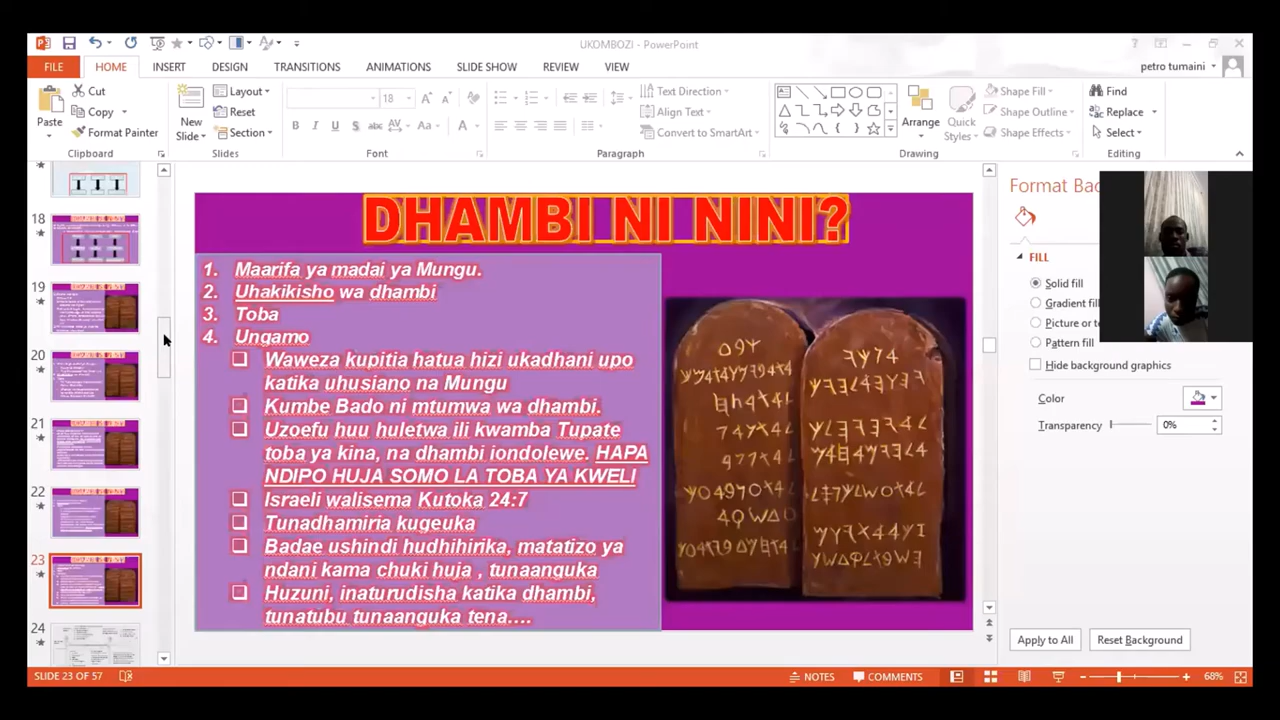 UKOMBOZI - PowerPoint
FILE
HOME
INSERT
DESIGN
TRANSITIONS
ANIMATIONS
SLIDE SHOW
REVIEW
VIEW
petro tumaini
Paste
Cut
Copy
Format Painter
Clipboard
New Slide
Layout
Reset
Section
Slides
18
B I U S abc AV Aa A
Font
Text Direction
Align Text
Convert to SmartArt
Paragraph
Arrange
Quick Styles
Shape Fill
Shape Outline
Shape Effects
Drawing
Find
Replace
Select
Editing
18
19
20
21
22
23
24
DHAMBI NI NINI?
1. Maarifa ya madai ya Mungu.
2. Uhakikisho wa dhambi
3. Toba
4. Ungamo
Waweza kupitia hatua hizi ukadhani upo
katika uhusiano na Mungu
Kumbe Bado ni mtumwa wa dhambi.
Uzoefu huu huletwa ili kwamba Tupate
toba ya kina, na dhambi iondolewe. HAPA
NDIPO HUJA SOMO LA TOBA YA KWELI
Israeli walisema Kutoka 24:7
Tunadhamiria kugeuka
Badae ushindi hudhihirika, matatizo ya
ndani kama chuki huja , tunaanguka
Huzuni, inaturudisha katika dhambi,
tunatubu tunaanguka tena….
Format Ba
FILL
Solid fill
Gradient fill
Picture or te
Pattern fill
Hide background graphics
Color
Transparency
0%
Apply to All
Reset Background
SLIDE 23 OF 57
NOTES
COMMENTS
68%